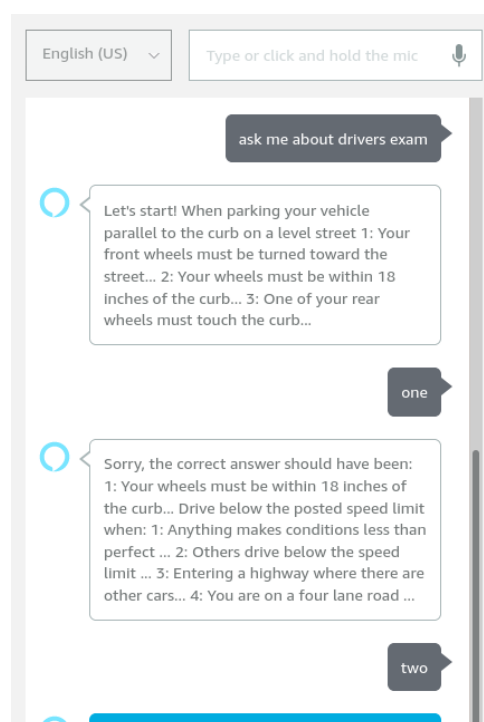 English (US)
Type or click and hold the mic
ask me about drivers exam
Let's start! When parking your vehicle
parallel to the curb on a level street 1: Your
front wheels must be turned toward the
street... 2: Your wheels must be within 18
inches of the curb... 3: One of your rear
wheels must touch the curb...
one
Sorry, the correct answer should have been:
1: Your wheels must be within 18 inches of
the curb... Drive below the posted speed limit
when: 1: Anything makes conditions less than
perfect ... 2: Others drive below the speed
limit ... 3: Entering a highway where there are
other cars... 4: You are on a four lane road ...
two